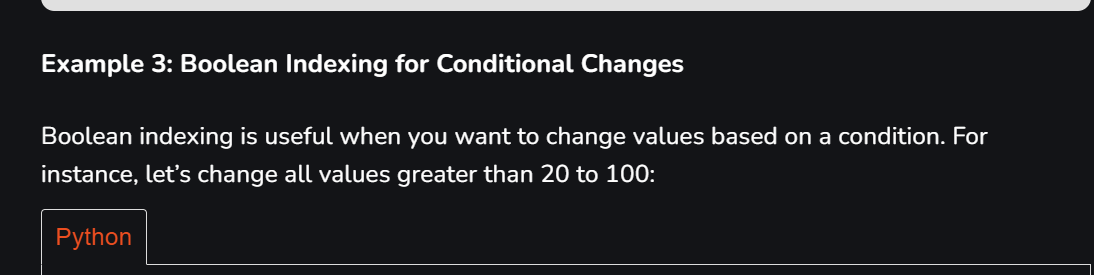 Example 3: Boolean Indexing for Conditional Changes
Boolean indexing is useful when you want to change values based on a condition. For
instance, let’s change all values greater than 20 to 100:
Python